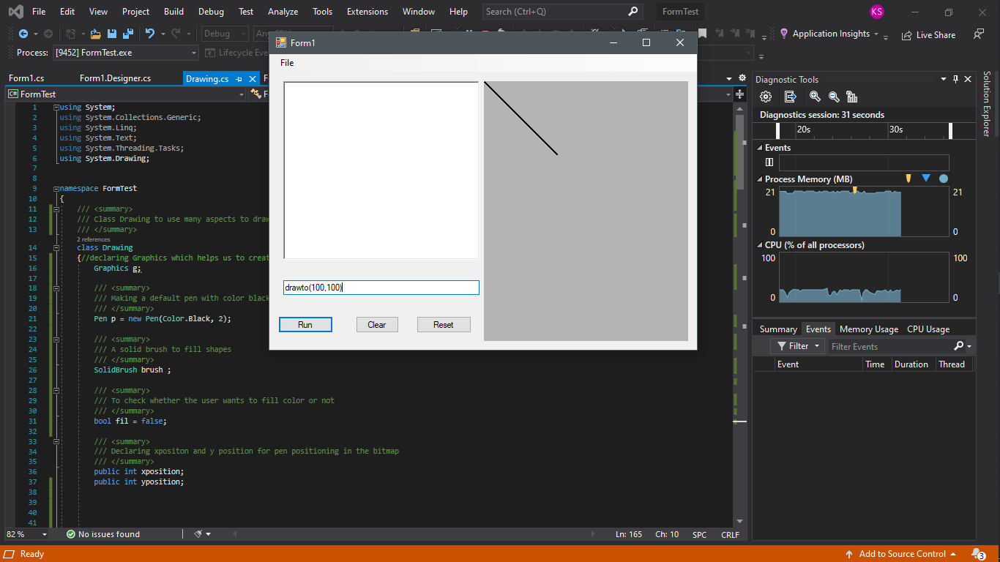 File Edit View Project Build Debug Test Analyze Tools Extensions Window Help Search (Ctrl+Q) FormTest KS
Debug Application Insights Live Share
Process: [9452] FormTest.exe Lifecycle
Form1.cs Form1.Designer.cs Drawing.cs
FormTest
1 using System;
2 using System.Collections.Generic;
3 using System.Linq;
4 using System.Text;
5 using System.Threading.Tasks;
6 using System.Drawing;
7
8
9 namespace FormTest
10 {
11 /// <summary>
12 /// Class Drawing to use many aspects to draw
13 /// </summary>
2 references
14 class Drawing
15 {//declaring Graphics which helps us to creat
16 Graphics g;
17
18 /// <summary>
19 /// Making a default pen with color black
20 /// </summary>
21 Pen p = new Pen(Color.Black, 2);
22
23 /// <summary>
24 /// A solid brush to fill shapes
25 /// </summary>
26 SolidBrush brush ;
27
28 /// <summary>
29 /// To check whether the user wants to fill color or not
30 /// </summary>
31 bool fil = false;
32
33 /// <summary>
34 /// Declaring xpositon and y position for pen positioning in the bitmap
35 /// </summary>
36 public int xposition;
37 public int yposition;
38
39
40
41
82 % No issues found Ln: 165 Ch: 10 SPC CRLF
Ready Add to Source Control 3
Form1
File
drawto(100,100)
Run Clear Reset
Diagnostic Tools
Diagnostics session: 31 seconds
20s 30s
Events
Process Memory (MB)
21 21
0 0
CPU (% of all processors)
100 100
0 0
Summary Events Memory Usage CPU Usage
Filter Filter Events
Event Time Duration Thread
Solution Explorer